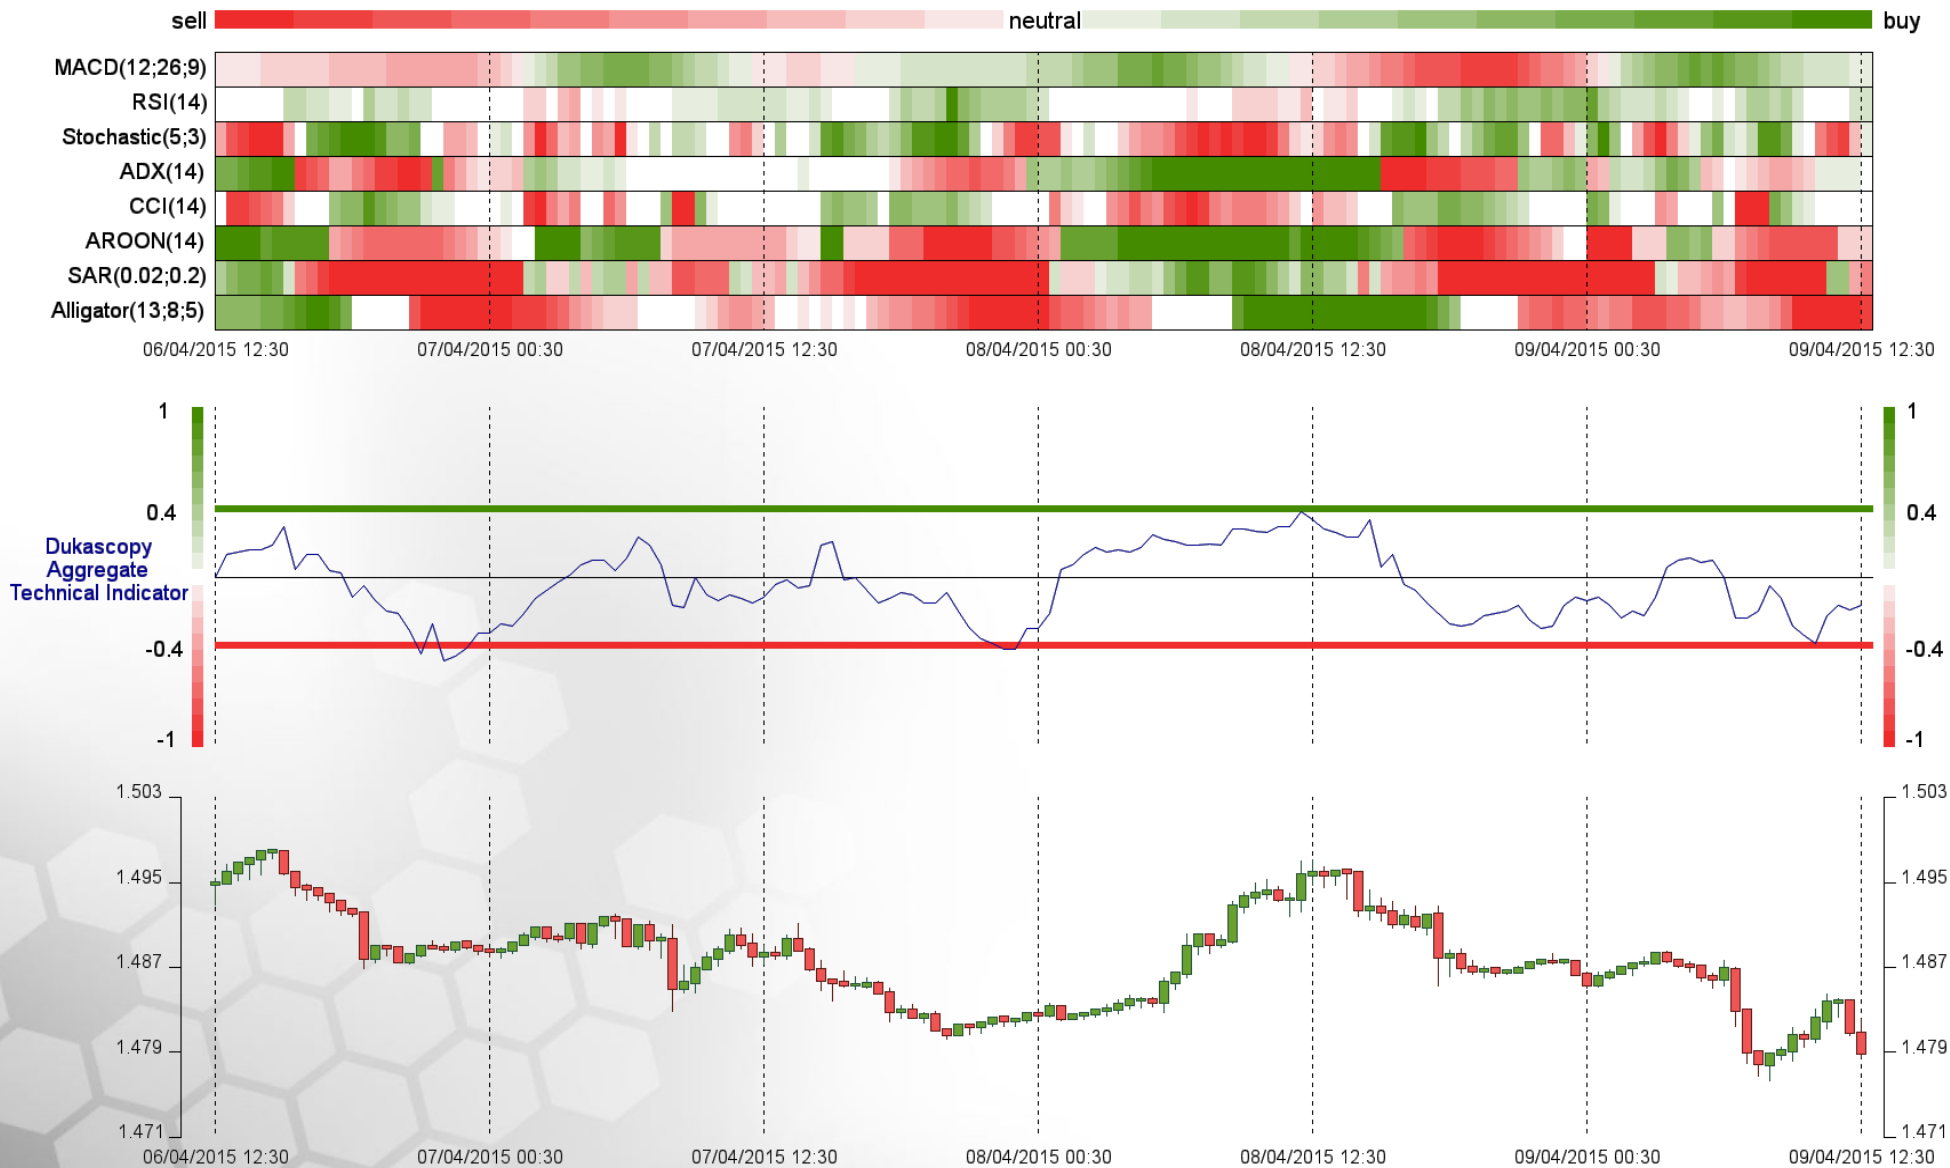 sell neutral buy
MACD(12;26;9)
RSI(14)
Stochastic(5;3)
ADX(14)
CCI(14)
AROON(14)
SAR(0.02;0.2)
Alligator(13;8;5)
06/04/2015 12:30 07/04/2015 00:30 07/04/2015 12:30 08/04/2015 00:30 08/04/2015 12:30 09/04/2015 00:30 09/04/2015 12:30
1 1
0.4 0.4
Dukascopy
Aggregate
Technical Indicator
-0.4 -0.4
-1 -1
1.503 1.503
1.495 1.495
1.487 1.487
1.479 1.479
1.471 1.471
06/04/2015 12:30 07/04/2015 00:30 07/04/2015 12:30 08/04/2015 00:30 08/04/2015 12:30 09/04/2015 00:30 09/04/2015 12:30